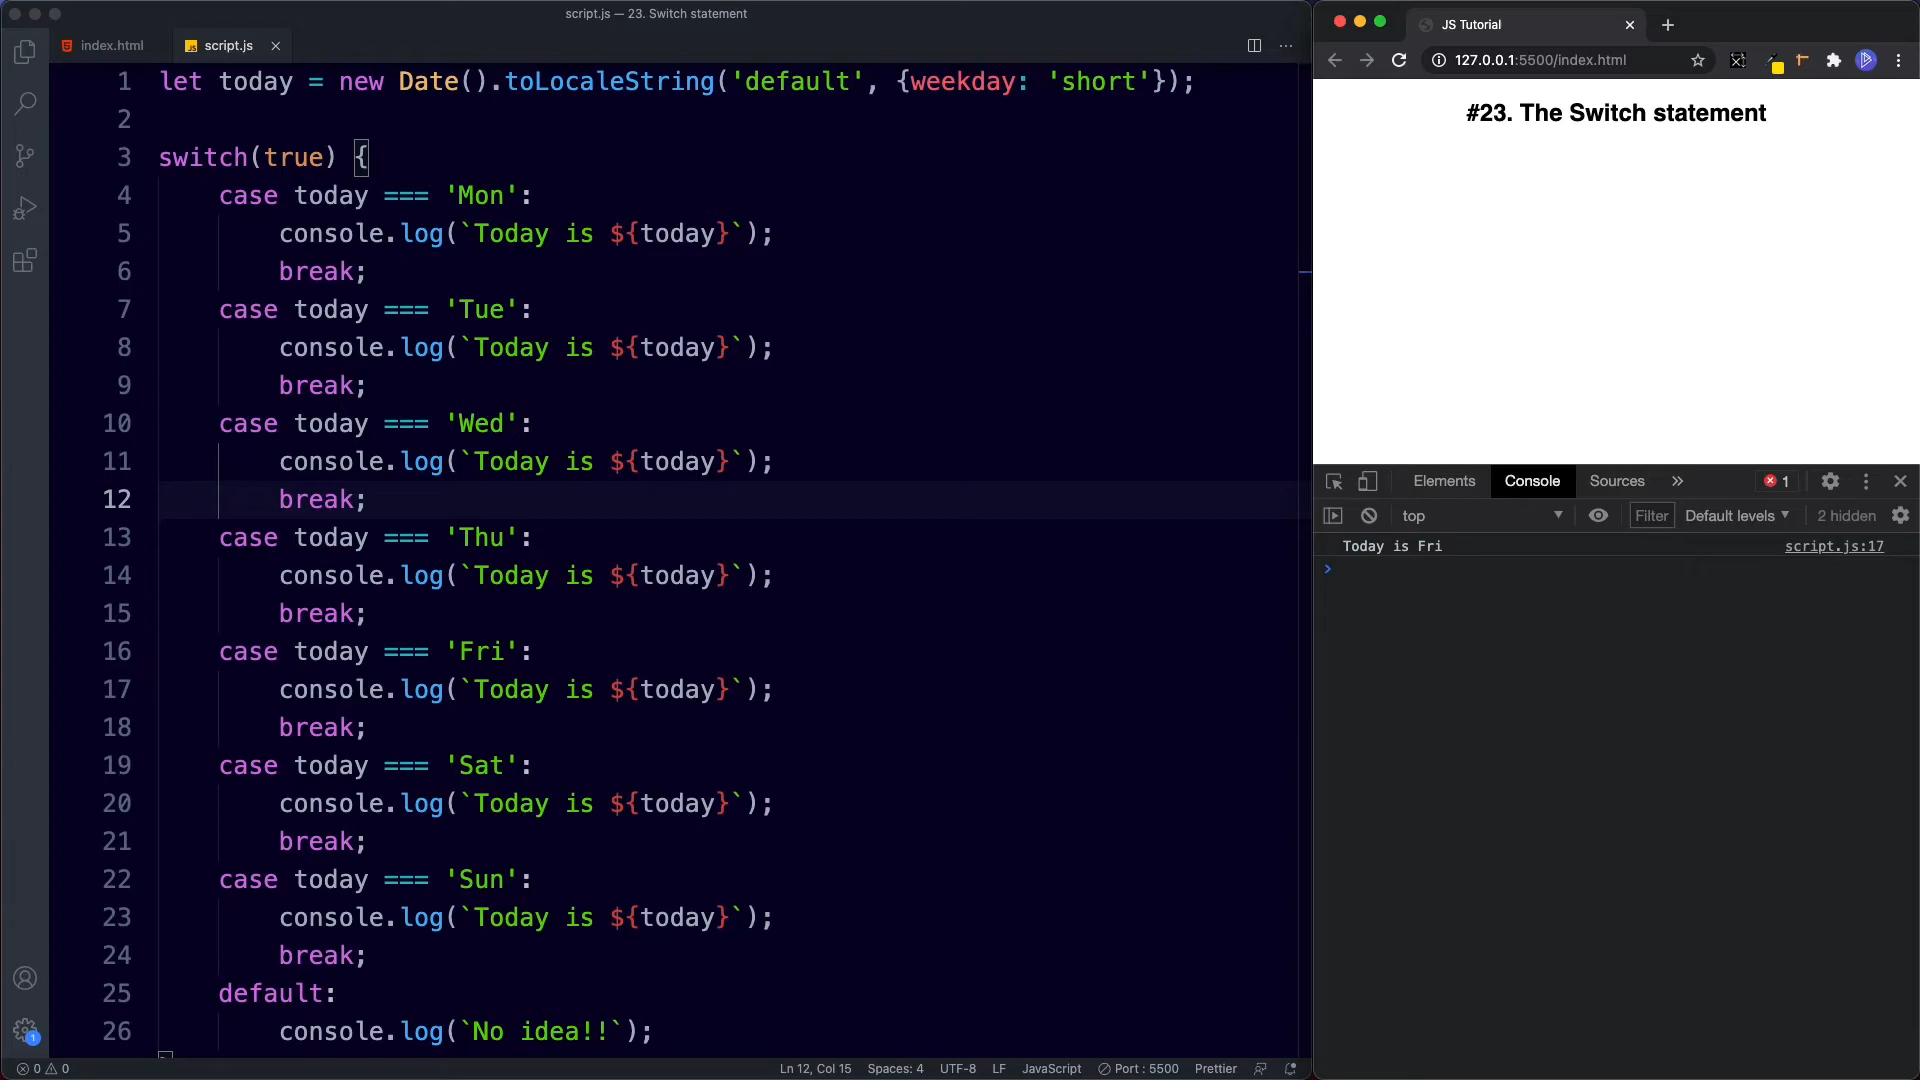 script.js — 23. Switch statement
index.html
script.js
1 let today = new Date().toLocaleString('default', {weekday: 'short'});
2
3 switch(true) {
4 case today === 'Mon':
5 console.log(`Today is ${today}`);
6 break;
7 case today === 'Tue':
8 console.log(`Today is ${today}`);
9 break;
10 case today === 'Wed':
11 console.log(`Today is ${today}`);
12 break;
13 case today === 'Thu':
14 console.log(`Today is ${today}`);
15 break;
16 case today === 'Fri':
17 console.log(`Today is ${today}`);
18 break;
19 case today === 'Sat':
20 console.log(`Today is ${today}`);
21 break;
22 case today === 'Sun':
23 console.log(`Today is ${today}`);
24 break;
25 default:
26 console.log(`No idea!!`);
1
0 0
Ln 12, Col 15 Spaces: 4 UTF-8 LF JavaScript Port : 5500 Prettier
JS Tutorial
127.0.0.1:5500/index.html
#23. The Switch statement
Elements Console Sources » 1
top Filter Default levels 2 hidden
Today is Fri script.js:17